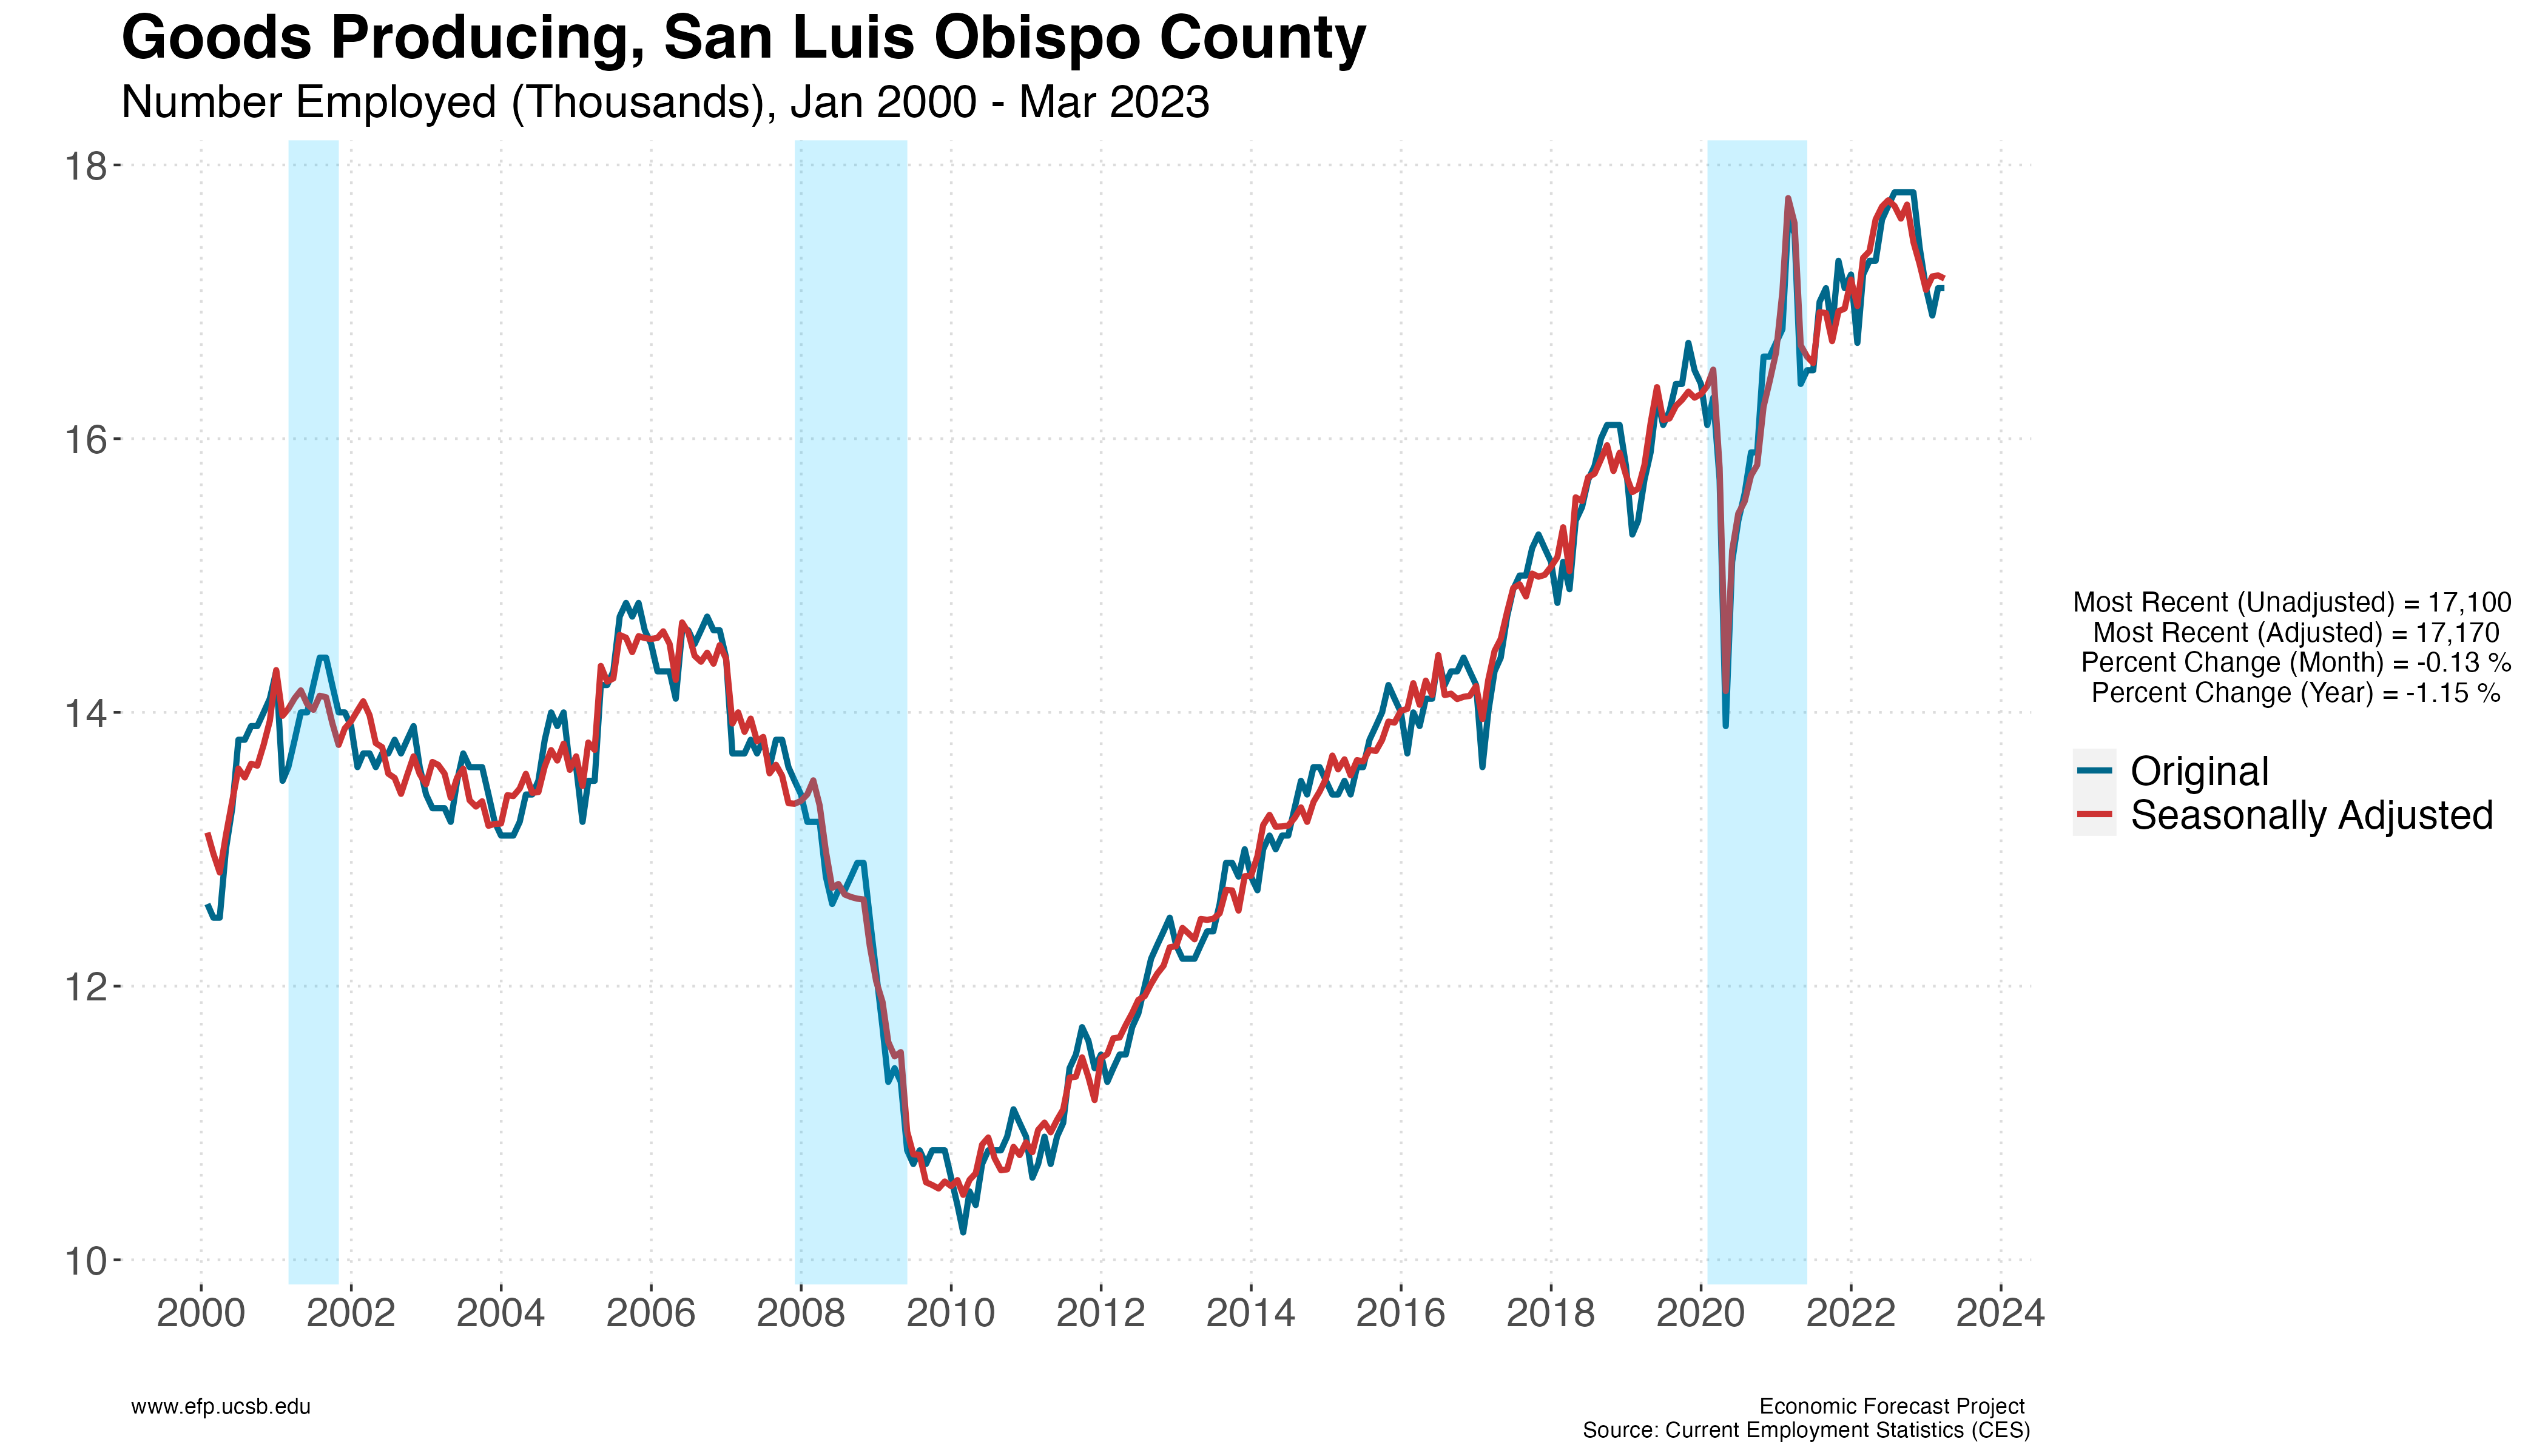 Goods Producing, San Luis Obispo County
Number Employed (Thousands), Jan 2000 - Mar 2023
18
16
14
12
10
2000 2002 2004 2006 2008 2010 2012 2014 2016 2018 2020 2022 2024
Most Recent (Unadjusted) = 17,100
Most Recent (Adjusted) = 17,170
Percent Change (Month) = -0.13 %
Percent Change (Year) = -1.15 %
Original
Seasonally Adjusted
www.efp.ucsb.edu
Economic Forecast Project
Source: Current Employment Statistics (CES)